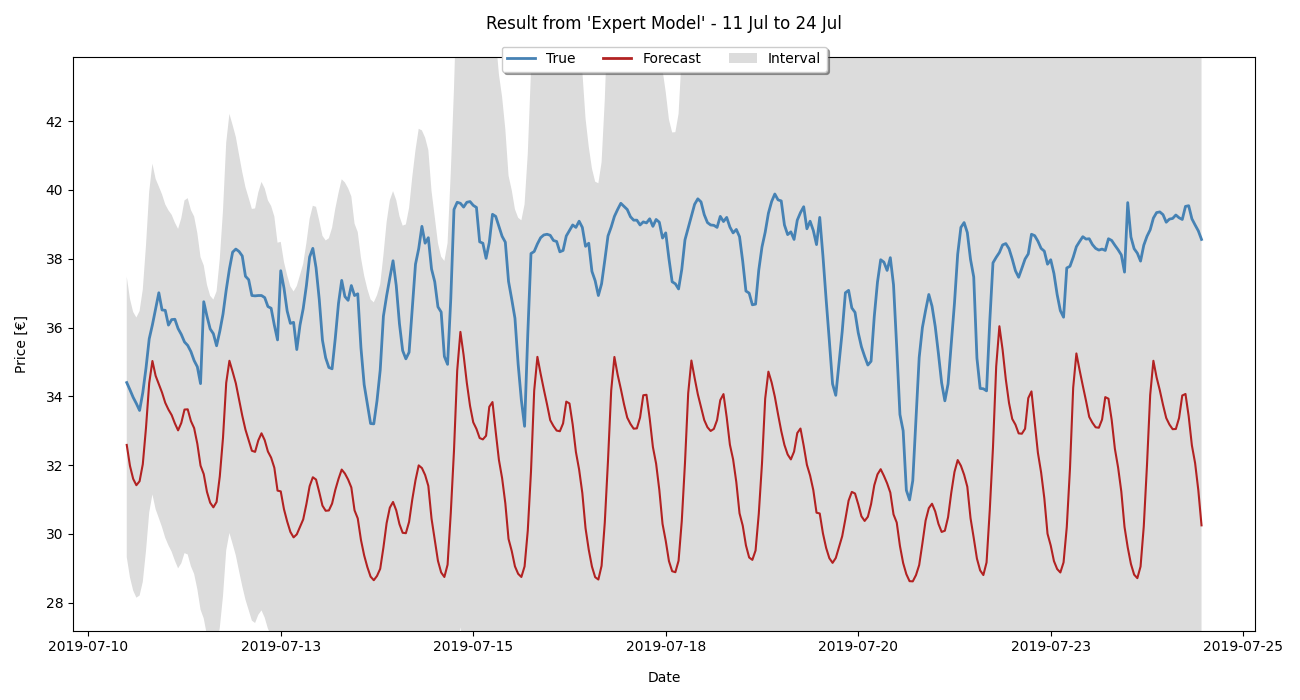 Result from 'Expert Model' - 11 Jul to 24 Jul
True Forecast Interval
42
40
38
36
34
32
30
28
Price [€]
2019-07-10 2019-07-13 2019-07-15 2019-07-18 2019-07-20 2019-07-23 2019-07-25
Date